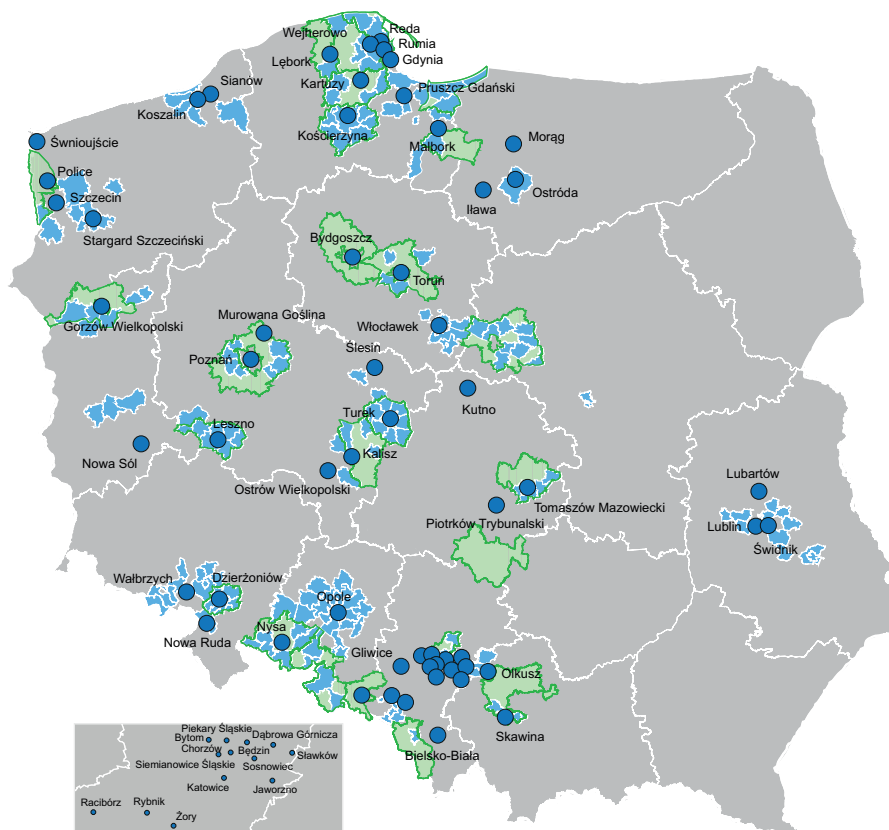 Reda
Wejherowo
Rumia
Gdynia
Lębork
Sianów
Kartuzy
Pruszcz Gdański
Koszalin
Kościerzyna
Morąg
Świnioujście
Malbork
Police
Ostróda
Szczecin
Iława
Stargard Szczeciński
Bydgoszcz
Toruń
Murowana Goślina
Gorzów Wielkopolski
Włocławek
Ślesin
Poznań
Kutno
Turek
Leszno
Kalisz
Nowa Sól
Lubartów
Ostrów Wielkopolski
Tomaszów Mazowiecki
Piotrków Trybunalski
Lublin
Świdnik
Dzierżoniów
Wałbrzych
Opole
Nysa
Nowa Ruda
Gliwice
Olkusz
Skawina
Bielsko-Biała
Piekary Śląskie
Bytom
Dąbrowa Górnicza
Chorzów
Będzin
Sławków
Siemianowice Śląskie
Sosnowiec
Katowice
Jaworzno
Racibórz
Rybnik
Żory